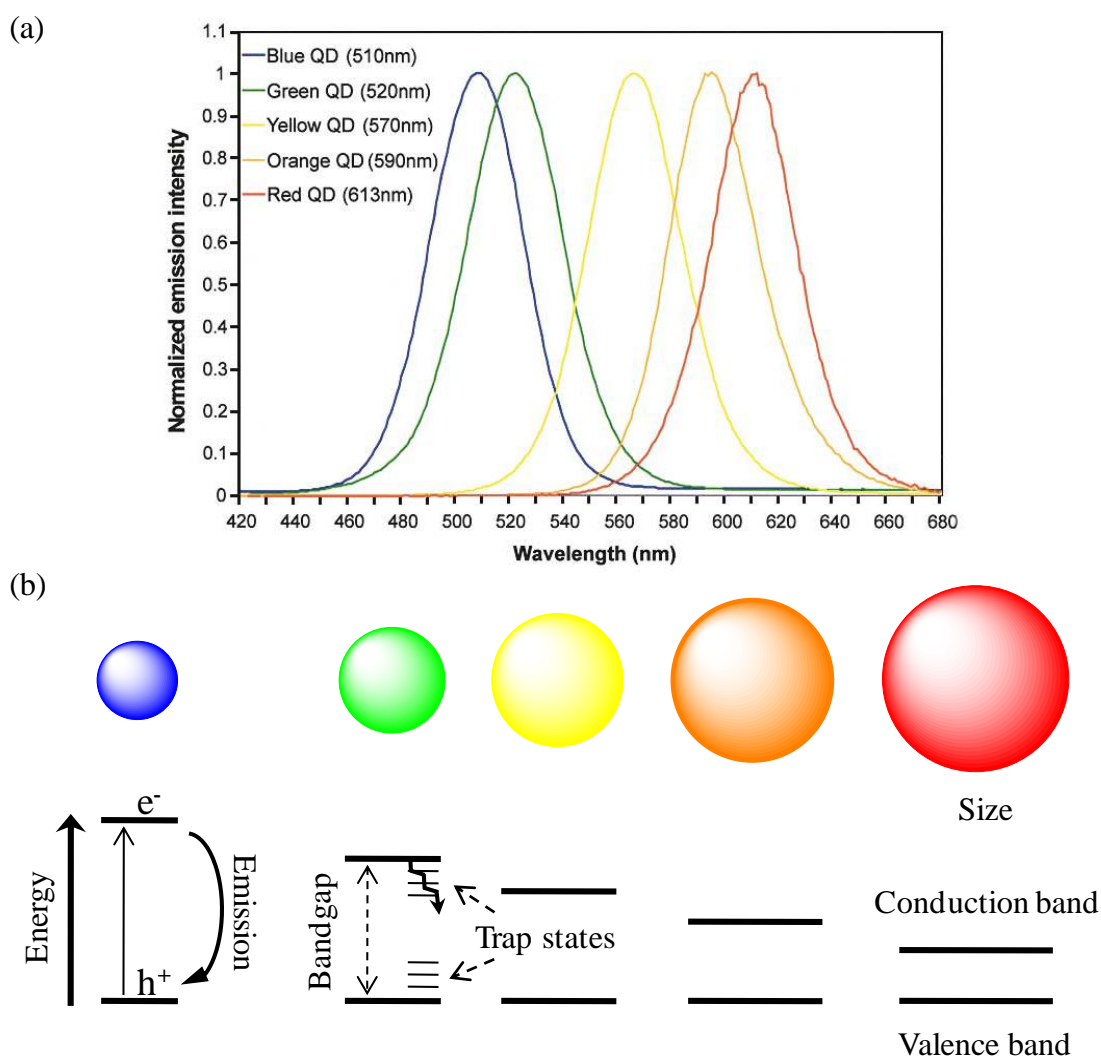 (a)
1.1
1
0.9
0.8
0.7
0.6
0.5
0.4
0.3
0.2
0.1
0
Normalized emission intensity
Blue QD (510nm)
Green QD (520nm)
Yellow QD (570nm)
Orange QD (590nm)
Red QD (613nm)
420 440 460 480 500 520 540 560 580 600 620 640 660 680
Wavelength (nm)
(b)
Size
Energy
e-
h+
Emission
Bandgap
Trap states
Conduction band
Valence band